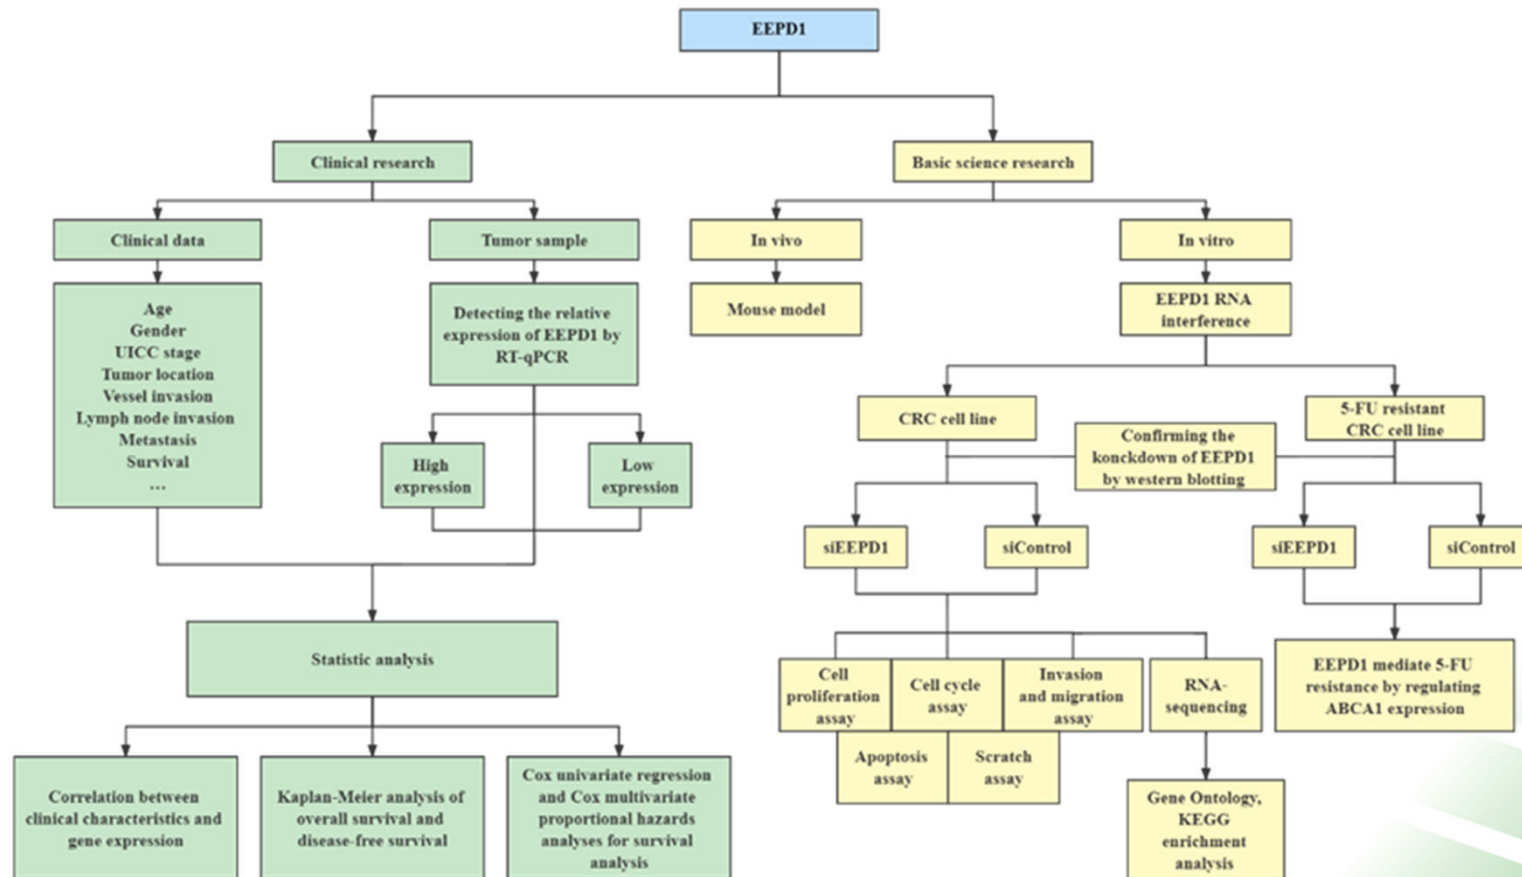 EEPD1
Clinical research
Basic science research
Clinical data
Tumor sample
In vivo
In vitro
Age
Gender
UICC stage
Tumor location
Vessel invasion
Lymph node invasion
Metastasis
Survival
...
Detecting the relative
expression of EEPD1 by
RT-qPCR
Mouse model
EEPD1 RNA
interference
High
expression
Low
expression
CRC cell line
Confirming the
konckdown of EEPD1
by western blotting
5-FU resistant
CRC cell line
siEEPD1
siControl
siEEPD1
siControl
Statistic analysis
Cell
proliferation
assay
Cell cycle
assay
Invasion
and migration
assay
RNA-
sequencing
EEPD1 mediate 5-FU
resistance by regulating
ABCA1 expression
Apoptosis
assay
Scratch
assay
Correlation between
clinical characteristics and
gene expression
Kaplan-Meier analysis of
overall survival and
disease-free survival
Cox univariate regression
and Cox multivariate
proportional hazards
analyses for survival
analysis
Gene Ontology,
KEGG
enrichment
analysis